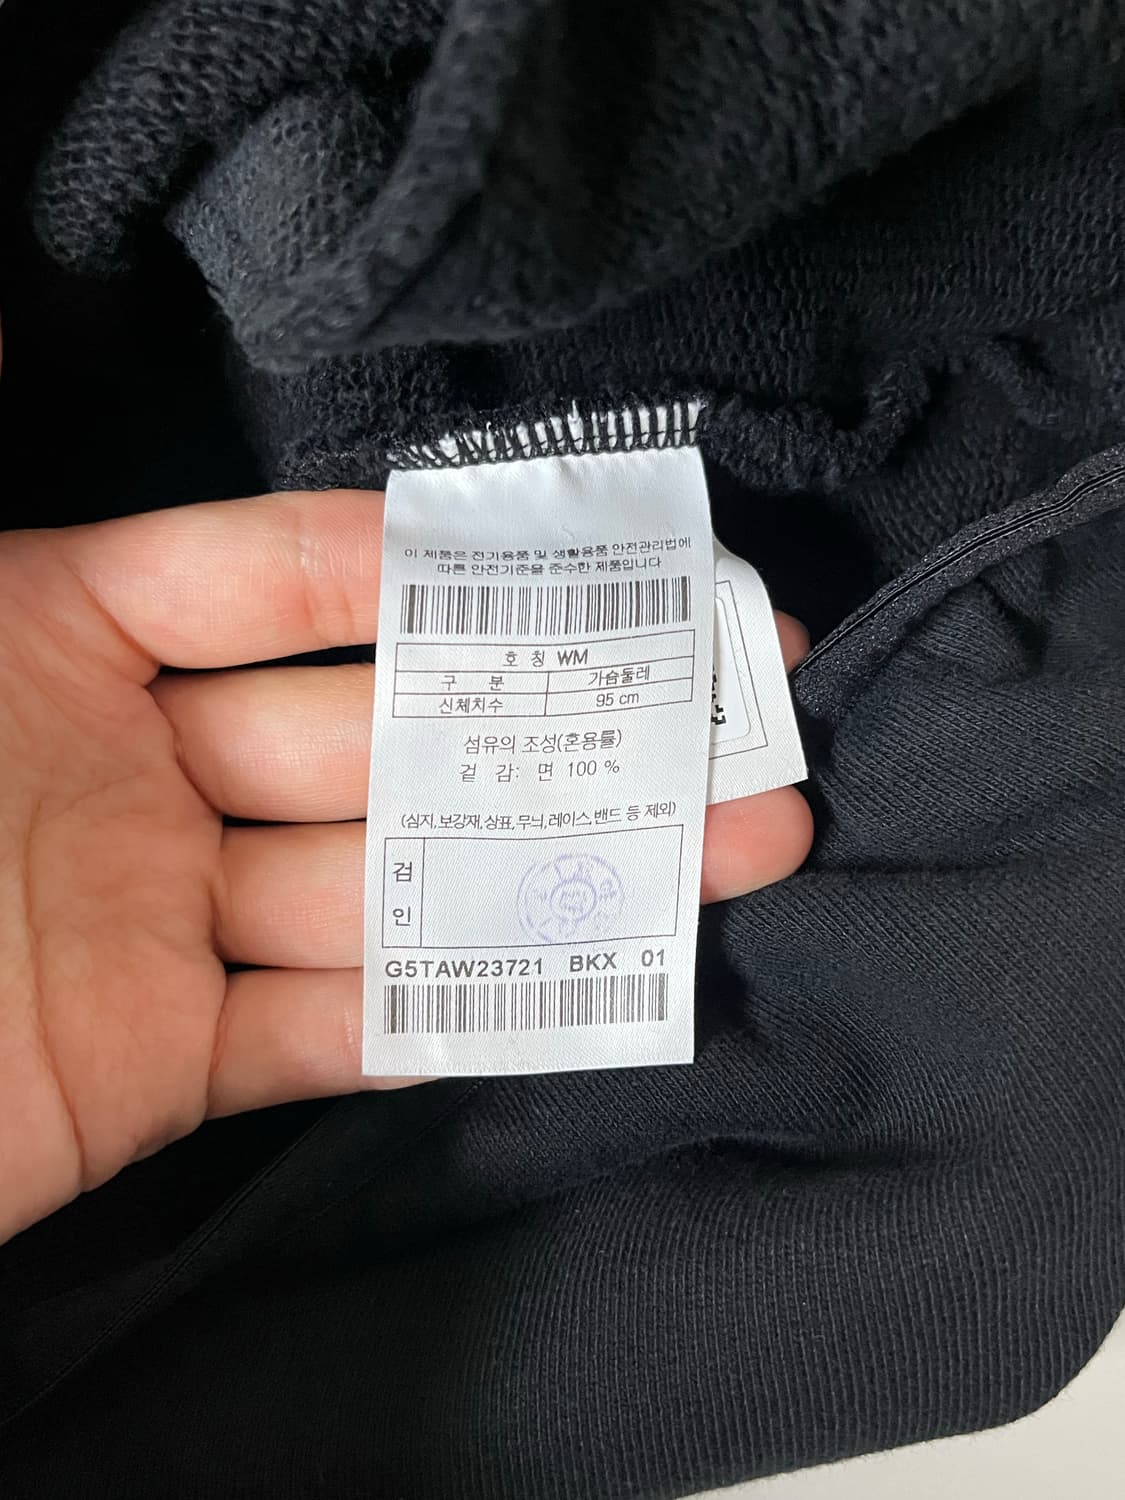 이 제품은 전기용품 및 생활용품 안전관리법에
따른 안전기준을 준수한 제품입니다
호 칭 WM
구 분 가슴둘레
신체치수 95 cm
섬유의 조성(혼용률)
겉 감: 면 100 %
(심지,보강재,상표,무늬,레이스,밴드 등 제외)
검
인
G5TAW23721 BKX 01